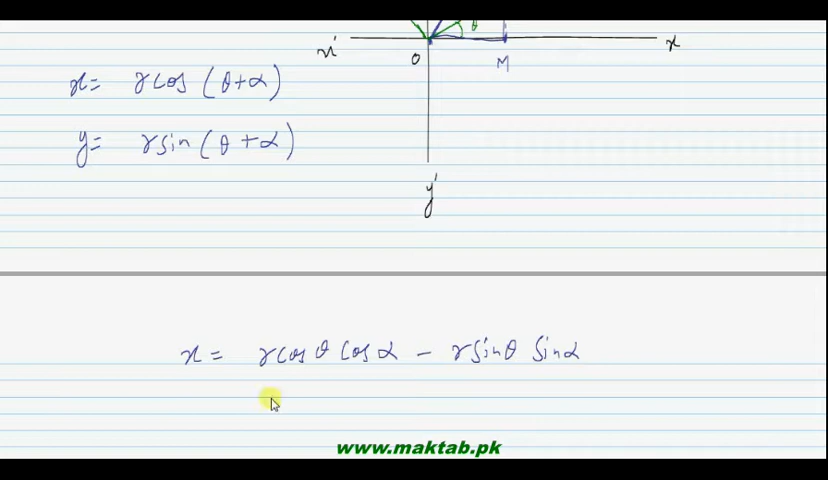 θ
x' x
O M
x = r cos (θ+α)
y = r sin (θ+α)
y'
x = r cos θ cos α - r sin θ sin α
www.maktab.pk